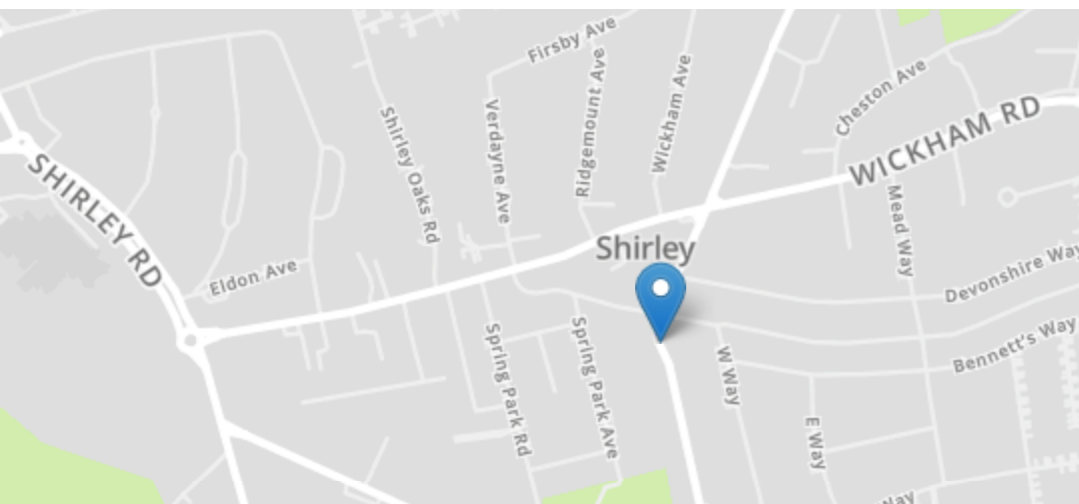 Firsby Ave
Ridgemount Ave
Wickham Ave
Cheston Ave
WICKHAM RD
Verdayne Ave
Shirley Oaks Rd
SHIRLEY RD
Mead Way
Shirley
Eldon Ave
Devonshire Way
Bennett's Way
Spring Park Rd
Spring Park Ave
W Way
E Way
Way